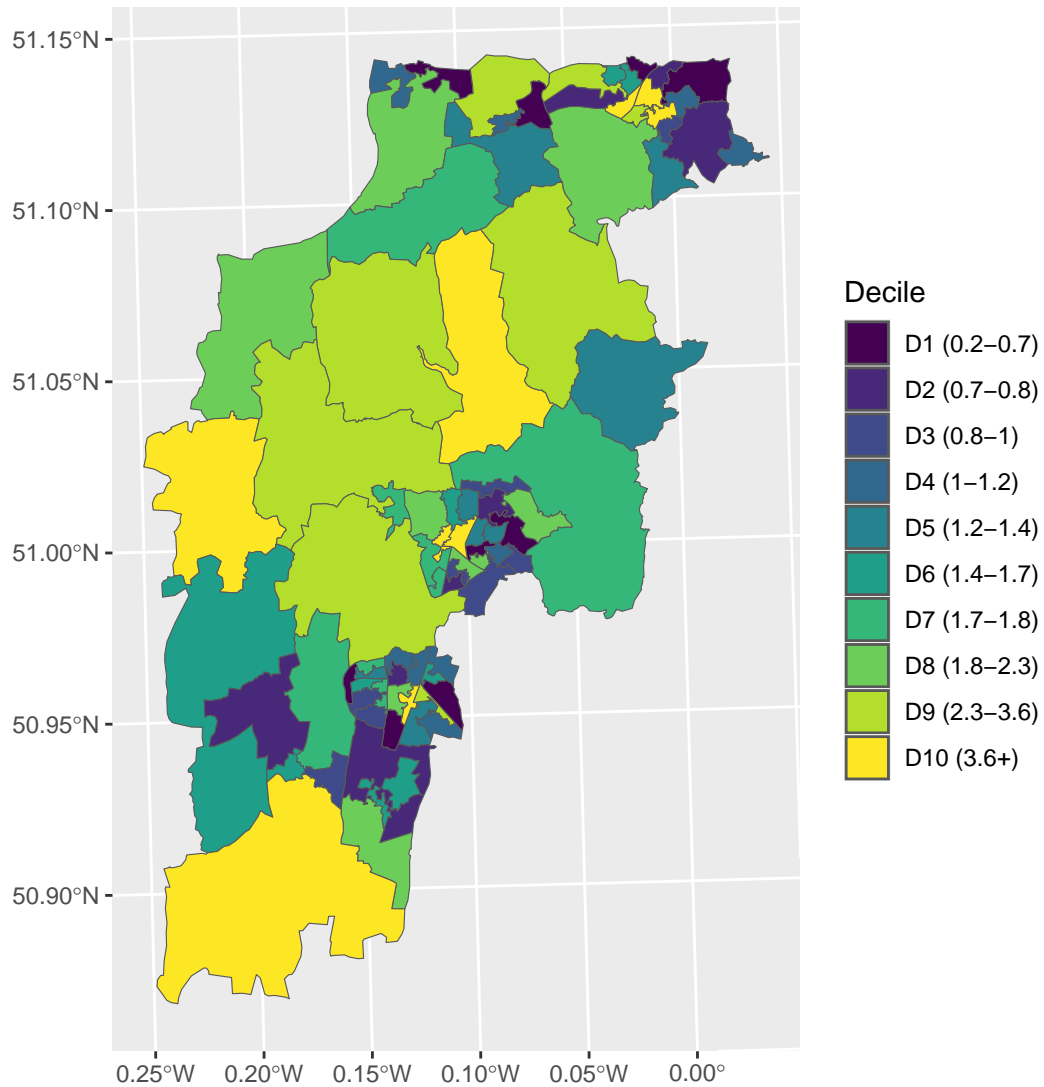 51.15°N
51.10°N
51.05°N
51.00°N
50.95°N
50.90°N
0.25°W 0.20°W 0.15°W 0.10°W 0.05°W 0.00°
Decile
D1 (0.2–0.7)
D2 (0.7–0.8)
D3 (0.8–1)
D4 (1–1.2)
D5 (1.2–1.4)
D6 (1.4–1.7)
D7 (1.7–1.8)
D8 (1.8–2.3)
D9 (2.3–3.6)
D10 (3.6+)